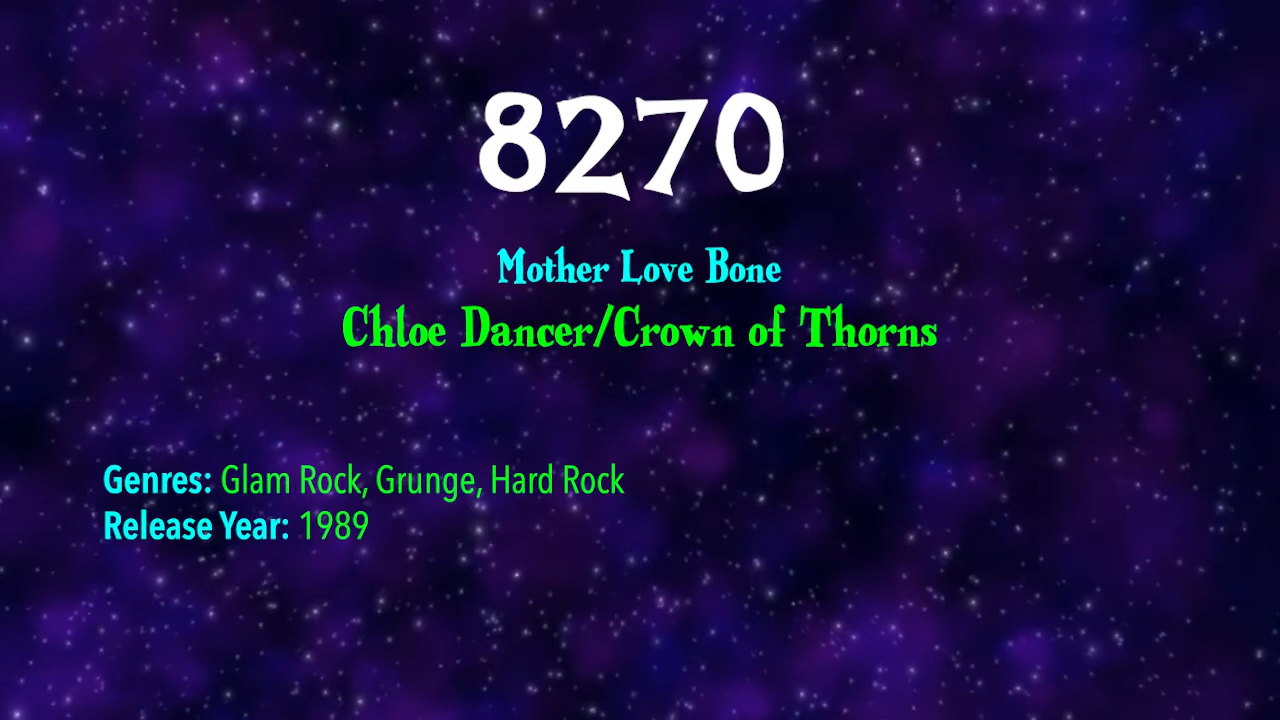 8270
Mother Love Bone
Chloe Dancer/Crown of Thorns
Genres: Glam Rock, Grunge, Hard Rock
Release Year: 1989